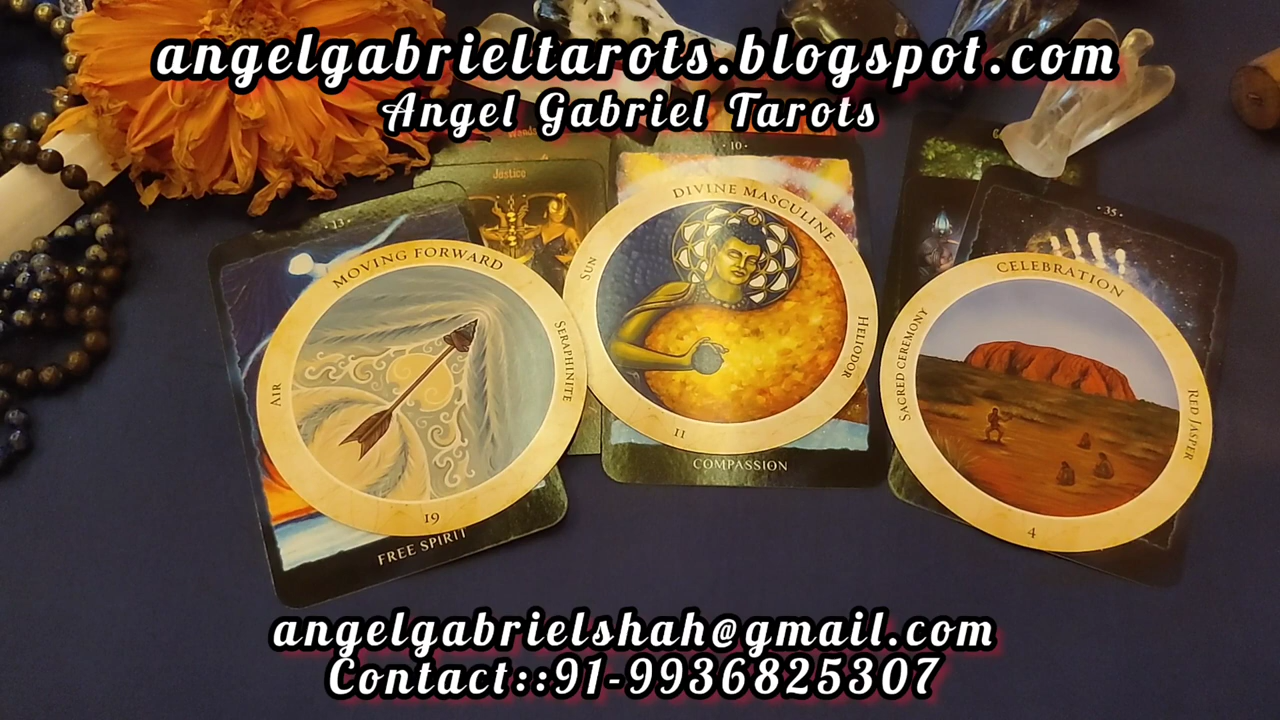 angelgabrieltarots.blogspot.com
Angel Gabriel Tarots
Justice
· 10 ·
· 13 ·
· 35 ·
MOVING FORWARD
AIR
SERAPHINITE
19
FREE SPIRIT
DIVINE MASCULINE
SUN
HELIODOR
11
COMPASSION
CELEBRATION
SACRED CEREMONY
RED JASPER
4
angelgabrielshah@gmail.com
Contact::91-9936825307